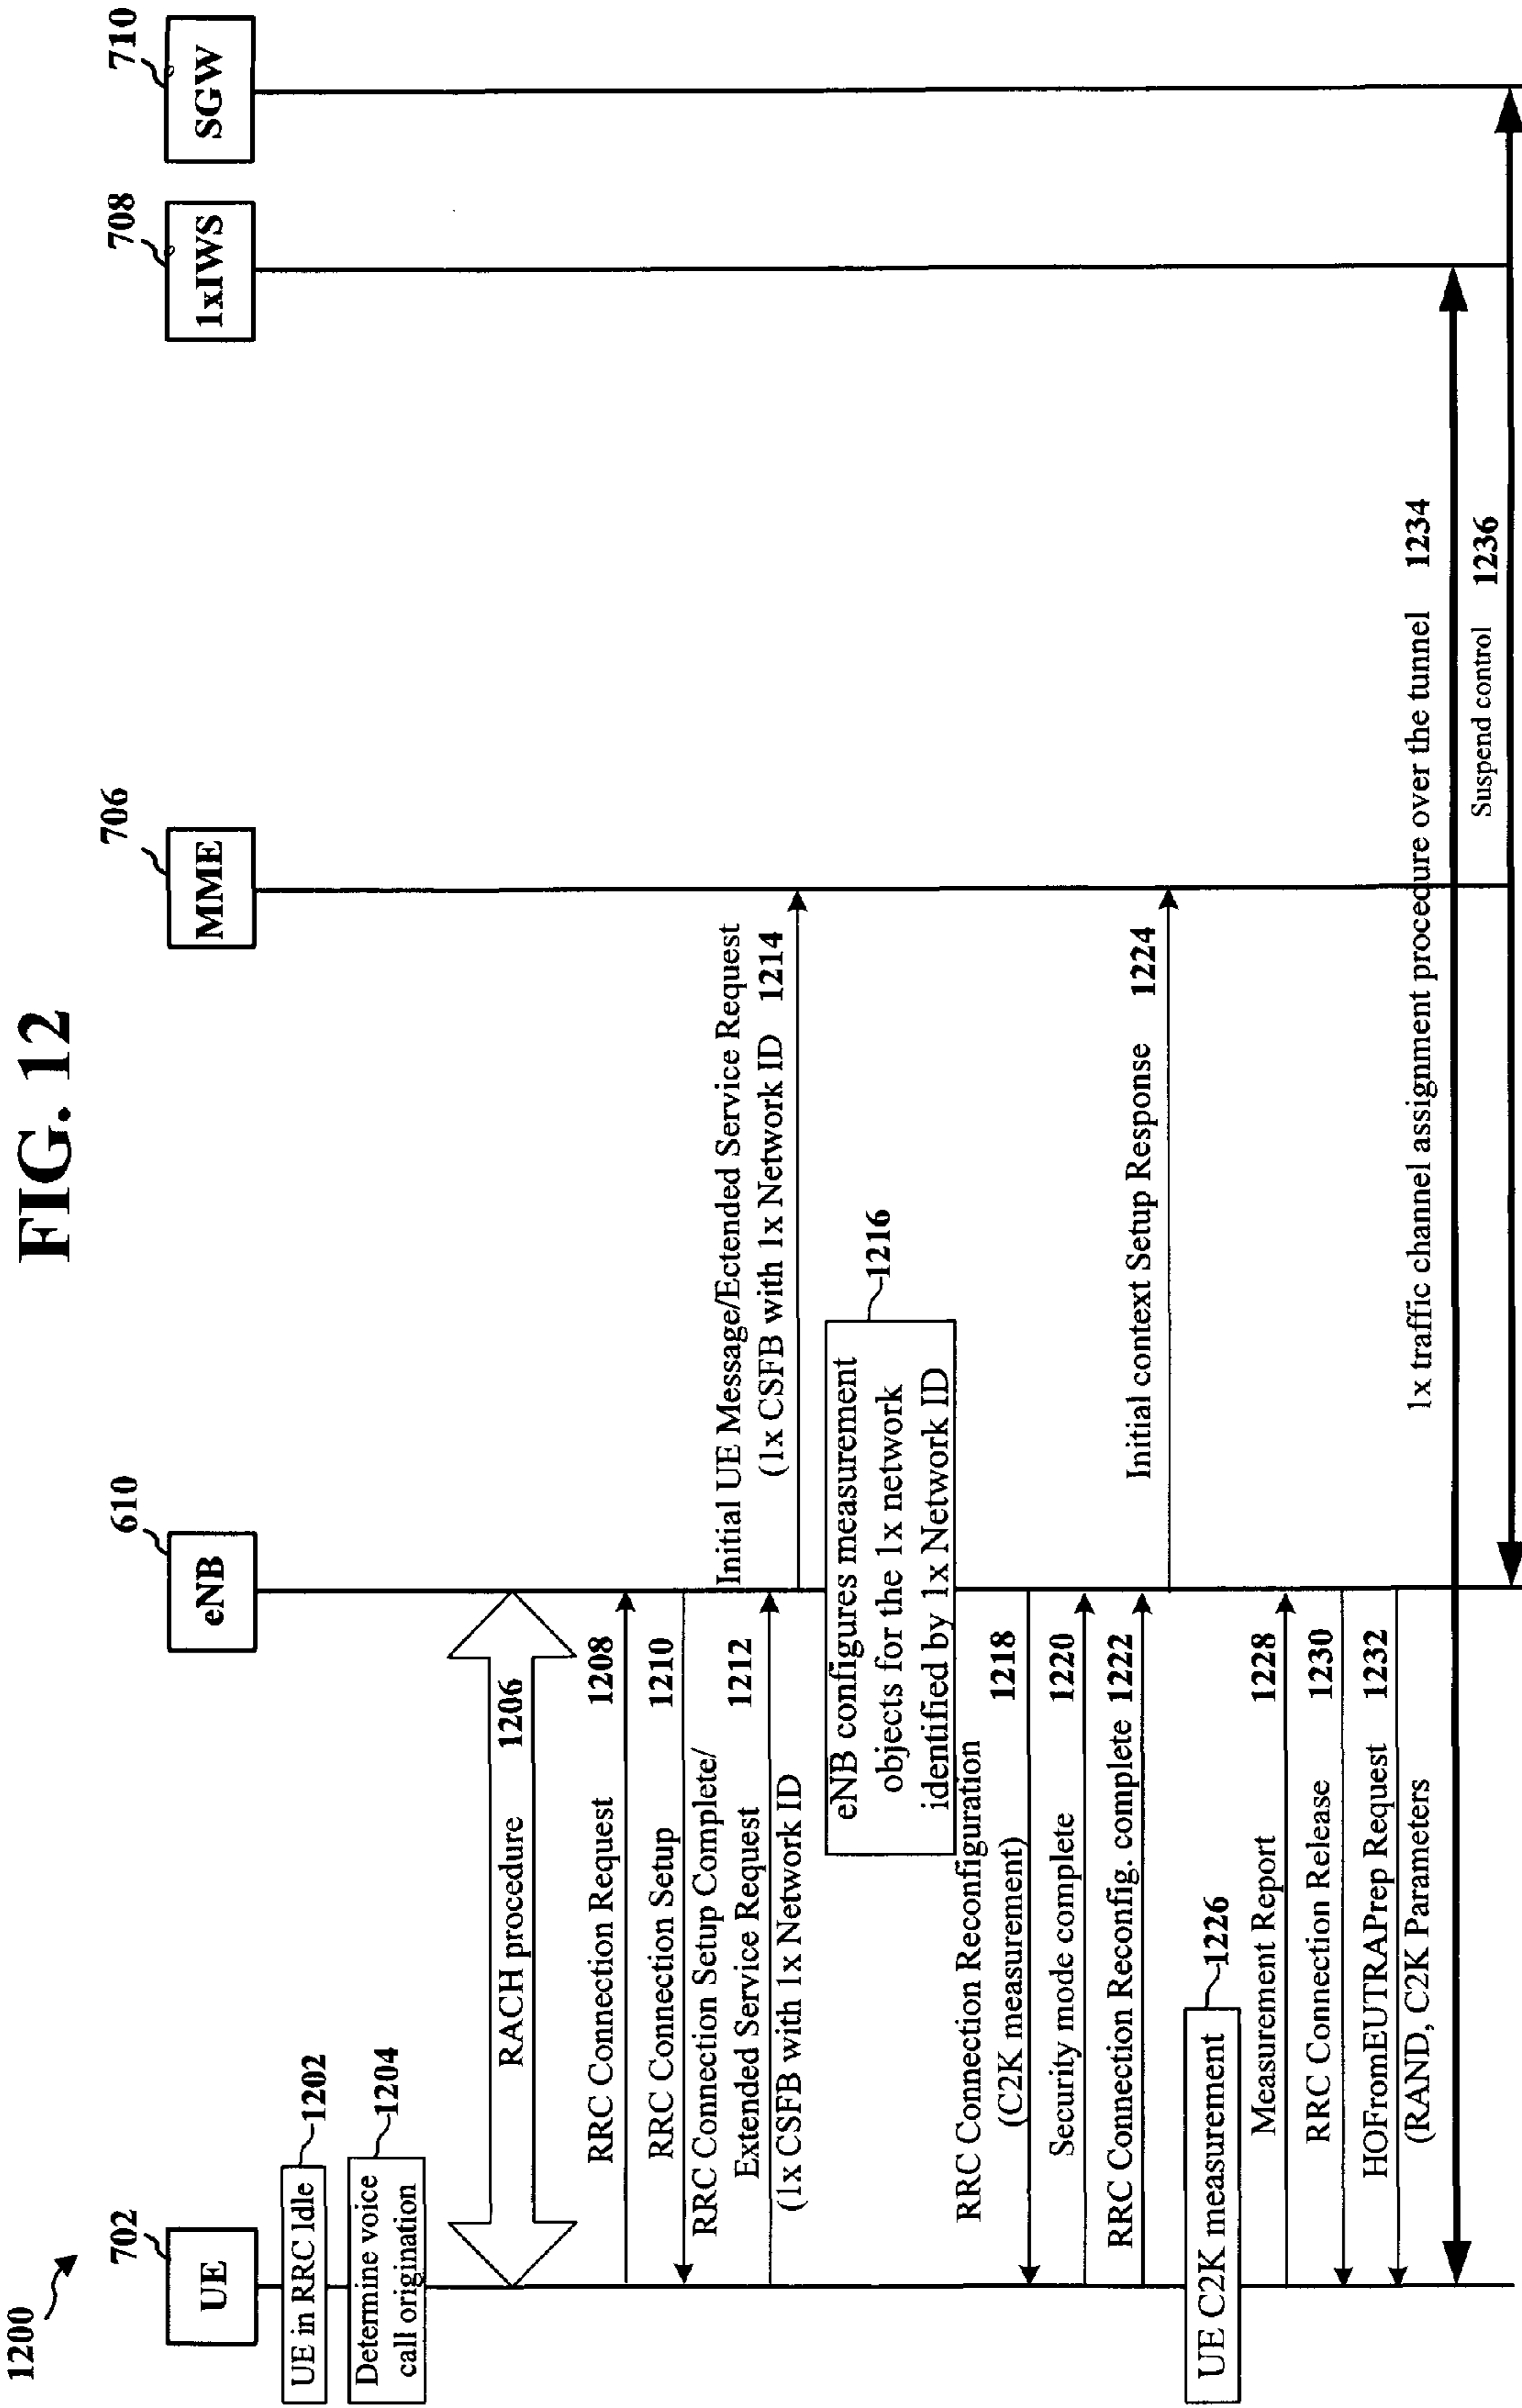 FIG. 12
1200
702
UE
610
eNB
706
MME
708
1xIWS
710
SGW
UE in RRC Idle
1202
Determine voice
call origination
1204
RACH procedure
1206
RRC Connection Request
1208
RRC Connection Setup
1210
RRC Connection Setup Complete/
Extended Service Request
1212
(1x CSFB with 1x Network ID
Initial UE Message/Ectended Service Request
(1x CSFB with 1x Network ID 1214
eNB configures measurement
objects for the 1x network
identified by 1x Network ID
1216
RRC Connection Reconfiguration
(C2K measurement)
1218
Security mode complete
1220
RRC Connection Reconfig. complete
1222
Initial context Setup Response
1224
UE C2K measurement
1226
Measurement Report
1228
RRC Connection Release
1230
HOFromEUTRAPrep Request
1232
(RAND, C2K Parameters
1x traffic channel assignment procedure over the tunnel
1234
Suspend control
1236